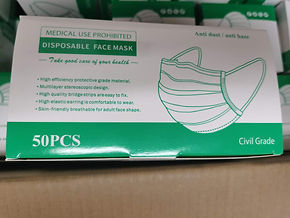 MEDICAL USE PROHIBITED
DISPOSABLE FACE MASK
Take good care of your health
Anti dust / anti haze
• High efficiency protective grade material.
• Multilayer stereoscopic design.
• High quality bridge strips are easy to fix.
• High elastic earring is comfortable to wear.
• Skin-friendly breathable for adult face shape.
50PCS
Civil Grade